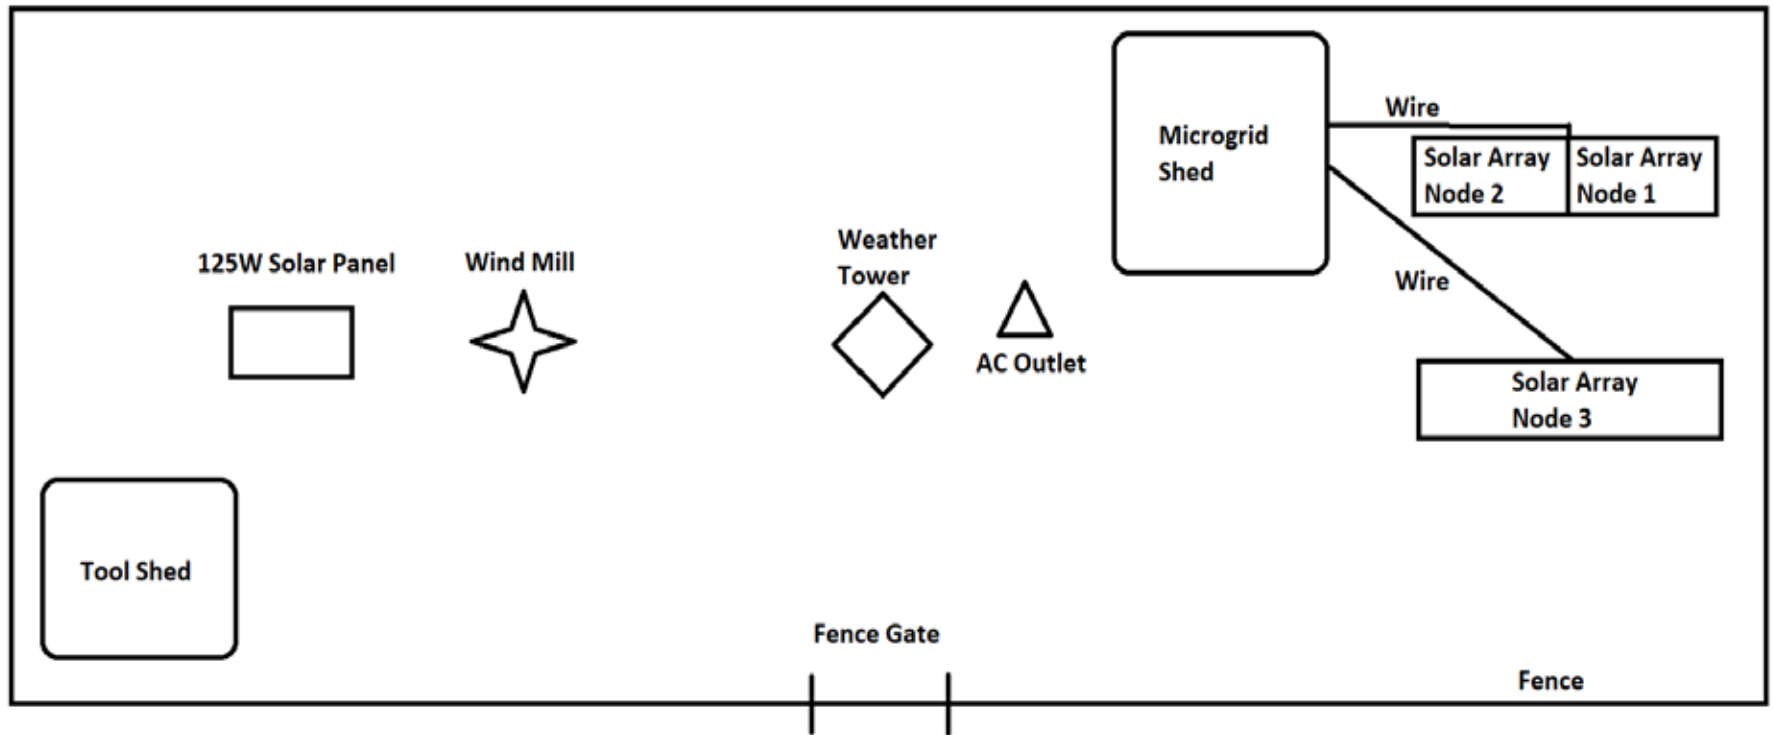 Wire
Microgrid
Shed
Solar Array
Node 2
Solar Array
Node 1
Weather
Tower
125W Solar Panel
Wind Mill
Wire
AC Outlet
Solar Array
Node 3
Tool Shed
Fence Gate
Fence